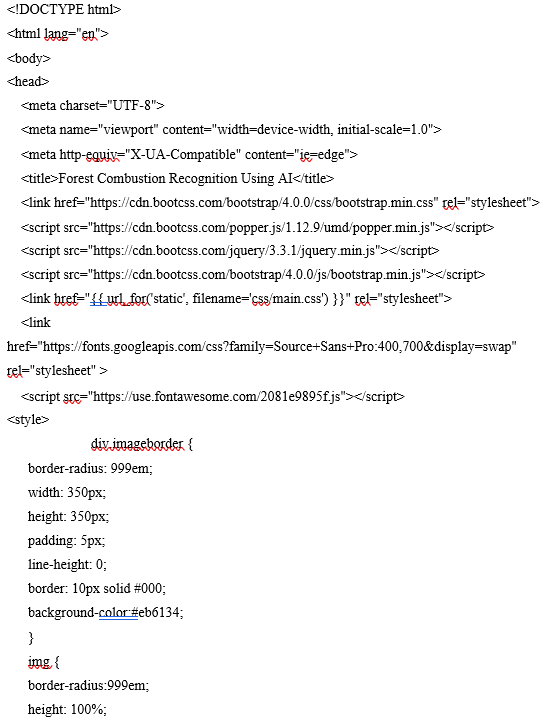 <!DOCTYPE html>
<html lang="en">
<body>
<head>
<meta charset="UTF-8">
<meta name="viewport" content="width=device-width, initial-scale=1.0">
<meta http-equiv="X-UA-Compatible" content="ie=edge">
<title>Forest Combustion Recognition Using AI</title>
<link href="https://cdn.bootcss.com/bootstrap/4.0.0/css/bootstrap.min.css" rel="stylesheet">
<script src="https://cdn.bootcss.com/popper.js/1.12.9/umd/popper.min.js"></script>
<script src="https://cdn.bootcss.com/jquery/3.3.1/jquery.min.js"></script>
<script src="https://cdn.bootcss.com/bootstrap/4.0.0/js/bootstrap.min.js"></script>
<link href="{{ url_for('static', filename='css/main.css') }}" rel="stylesheet">
<link
href="https://fonts.googleapis.com/css?family=Source+Sans+Pro:400,700&display=swap"
rel="stylesheet" >
<script src="https://use.fontawesome.com/2081e9895f.js"></script>
<style>
div.imageborder {
border-radius: 999em;
width: 350px;
height: 350px;
padding: 5px;
line-height: 0;
border: 10px solid #000;
background-color:#eb6134;
}
img {
border-radius:999em;
height: 100%;